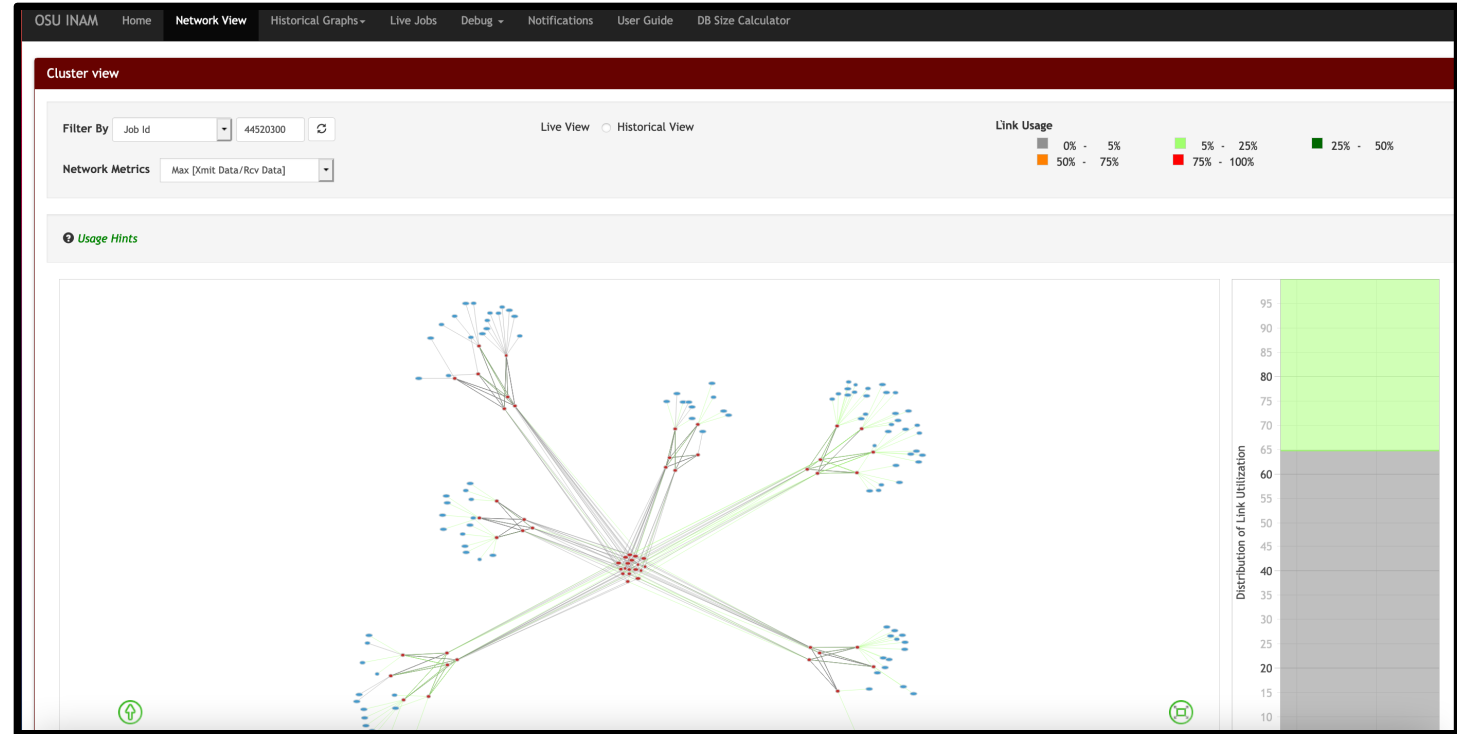 OSU INAM Home Network View Historical Graphs Live Jobs Debug Notifications User Guide DB Size Calculator
Cluster view
Filter By Job Id 44520300 Live View Historical View
Link Usage
0% - 5% 5% - 25% 25% - 50%
50% - 75% 75% - 100%
Network Metrics Max [Xmit Data/Rcv Data]
Usage Hints
Distribution of Link Utilization
95
90
85
80
75
70
65
60
55
50
45
40
35
30
25
20
15
10